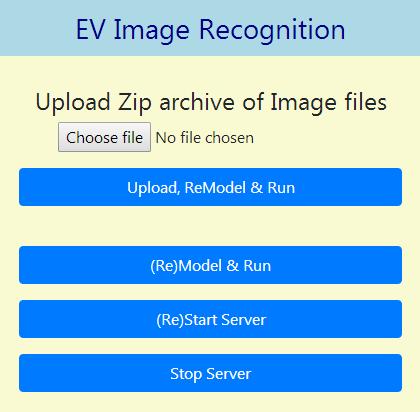 EV Image Recognition
Upload Zip archive of Image files
Choose file No file chosen
Upload, ReModel & Run
(Re)Model & Run
(Re)Start Server
Stop Server